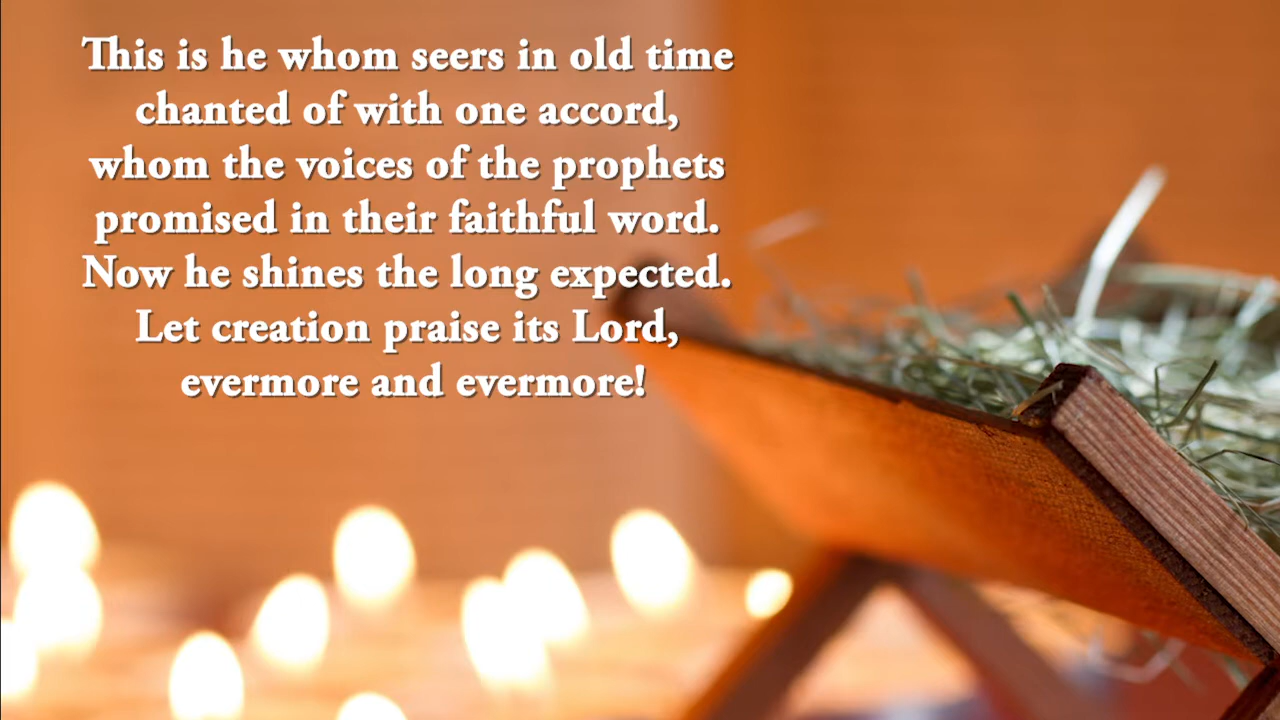 This is he whom seers in old time
chanted of with one accord,
whom the voices of the prophets
promised in their faithful word.
Now he shines the long expected.
Let creation praise its Lord,
evermore and evermore!